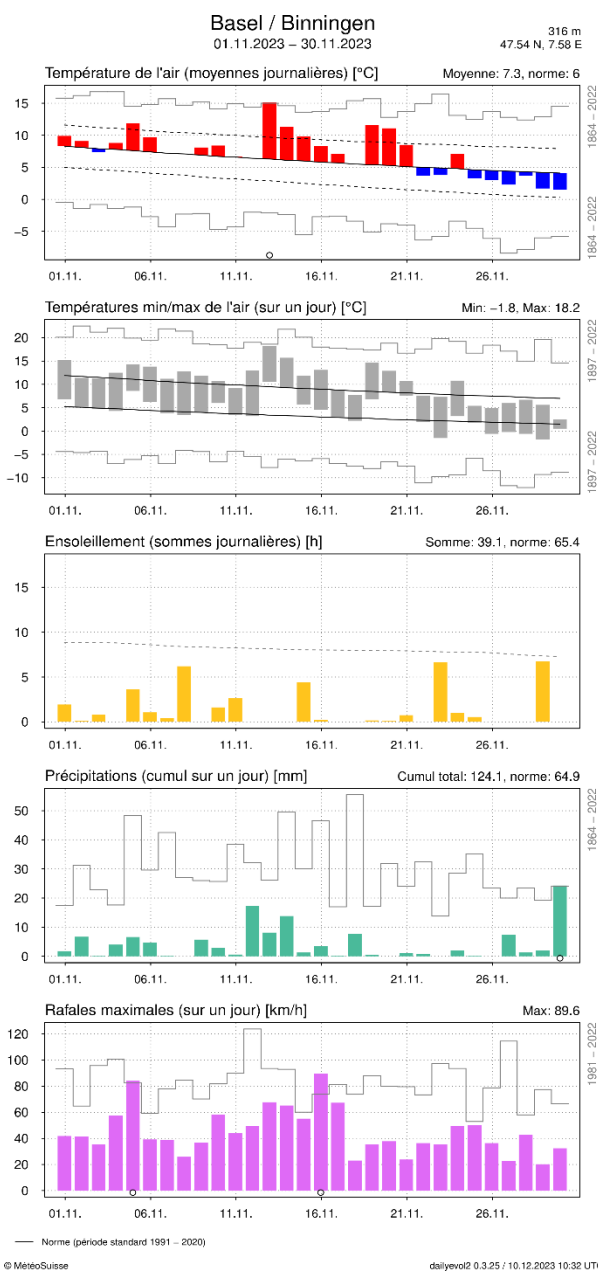 Basel / Binningen
01.11.2023 – 30.11.2023
316 m
47.54 N, 7.58 E
Température de l'air (moyennes journalières) [°C]
Moyenne: 7.3, norme: 6
15
10
5
0
−5
1864 – 2022
1864 – 2022
01.11. 06.11. 11.11. 16.11. 21.11. 26.11.
Températures min/max de l'air (sur un jour) [°C]
Min: −1.8, Max: 18.2
20
15
10
5
0
−5
−10
1897 – 2022
1897 – 2022
01.11. 06.11. 11.11. 16.11. 21.11. 26.11.
Ensoleillement (sommes journalières) [h]
Somme: 39.1, norme: 65.4
15
10
5
0
01.11. 06.11. 11.11. 16.11. 21.11. 26.11.
Précipitations (cumul sur un jour) [mm]
Cumul total: 124.1, norme: 64.9
50
40
30
20
10
0
1864 – 2022
01.11. 06.11. 11.11. 16.11. 21.11. 26.11.
Rafales maximales (sur un jour) [km/h]
Max: 89.6
120
100
80
60
40
20
0
1981 – 2022
01.11. 06.11. 11.11. 16.11. 21.11. 26.11.
Norme (période standard 1991 – 2020)
© MétéoSuisse
dailyevol2 0.3.25 / 10.12.2023 10:32 UTC